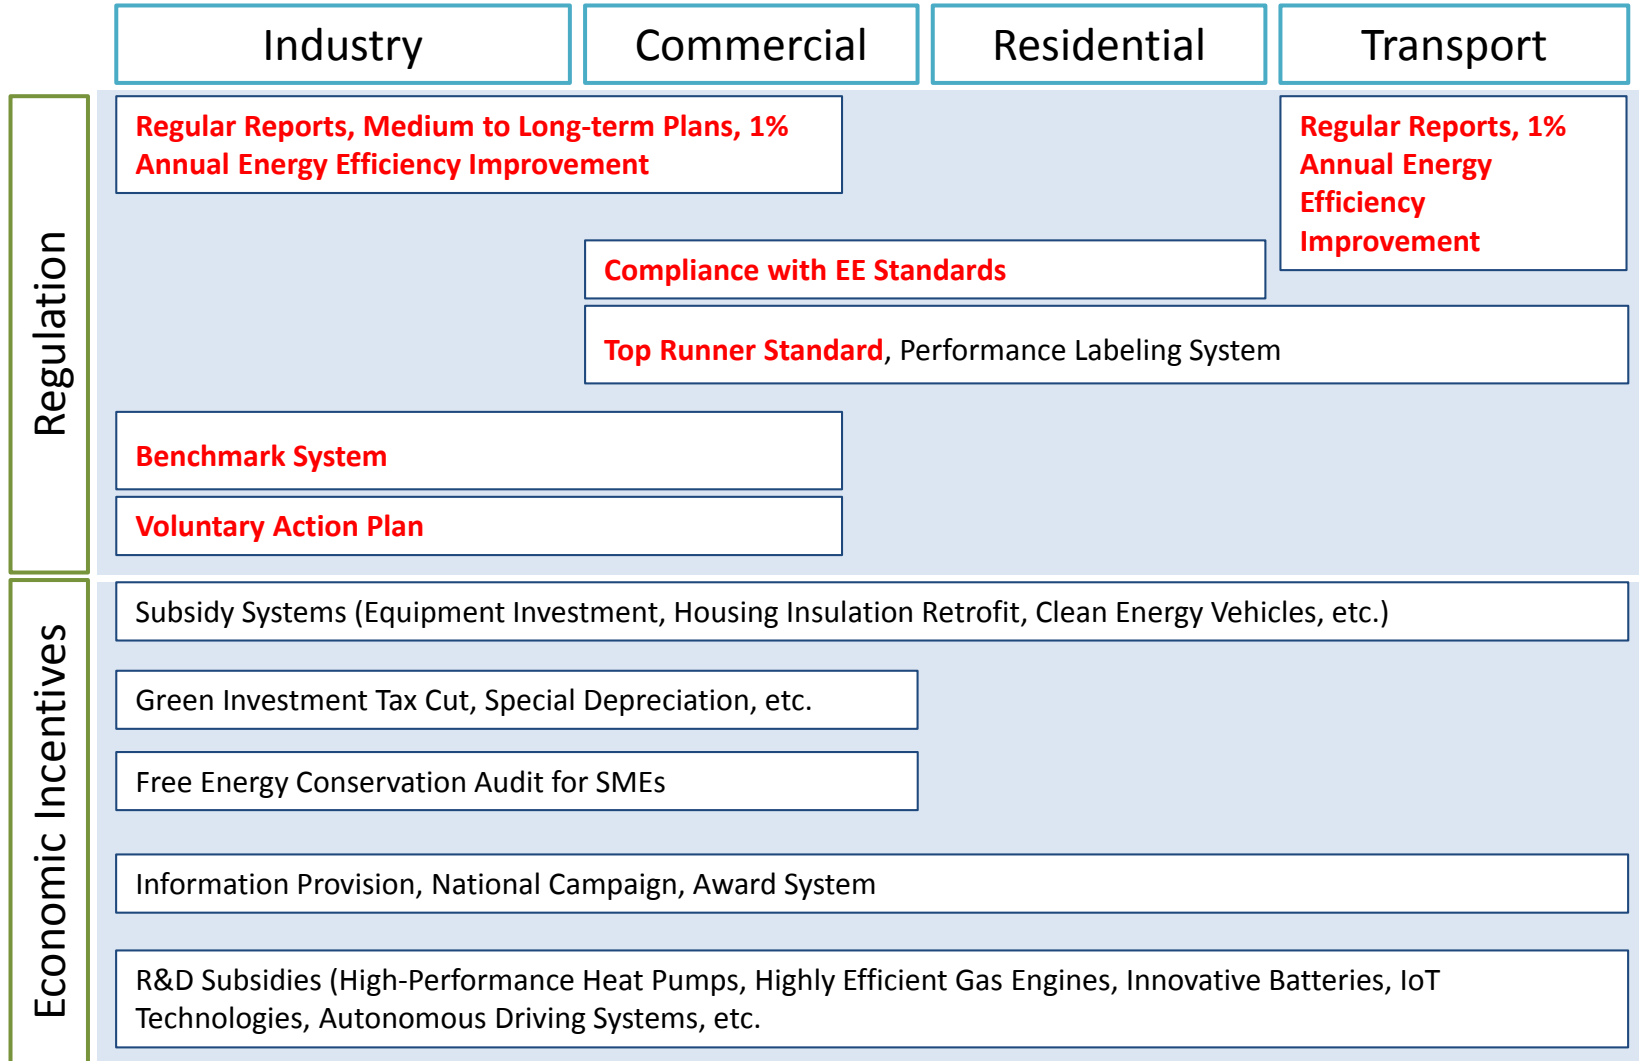 Industry
Commercial
Residential
Transport
Regulation
Regular Reports, Medium to Long-term Plans, 1%
Annual Energy Efficiency Improvement
Regular Reports, 1%
Annual Energy
Efficiency
Improvement
Compliance with EE Standards
Top Runner Standard, Performance Labeling System
Benchmark System
Voluntary Action Plan
Economic Incentives
Subsidy Systems (Equipment Investment, Housing Insulation Retrofit, Clean Energy Vehicles, etc.)
Green Investment Tax Cut, Special Depreciation, etc.
Free Energy Conservation Audit for SMEs
Information Provision, National Campaign, Award System
R&D Subsidies (High-Performance Heat Pumps, Highly Efficient Gas Engines, Innovative Batteries, IoT
Technologies, Autonomous Driving Systems, etc.